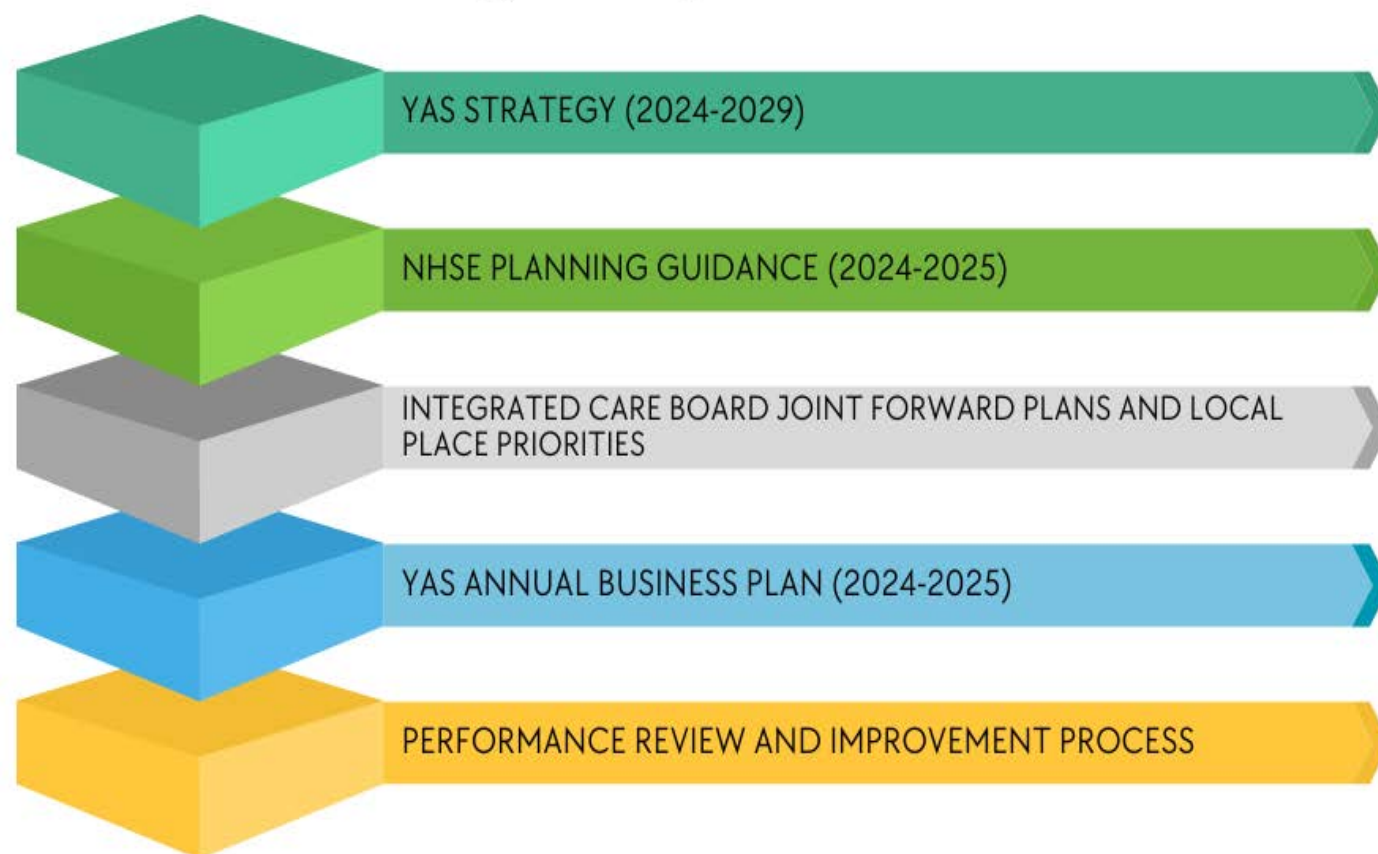 YAS STRATEGY (2024-2029)
NHSE PLANNING GUIDANCE (2024-2025)
INTEGRATED CARE BOARD JOINT FORWARD PLANS AND LOCAL
PLACE PRIORITIES
YAS ANNUAL BUSINESS PLAN (2024-2025)
PERFORMANCE REVIEW AND IMPROVEMENT PROCESS